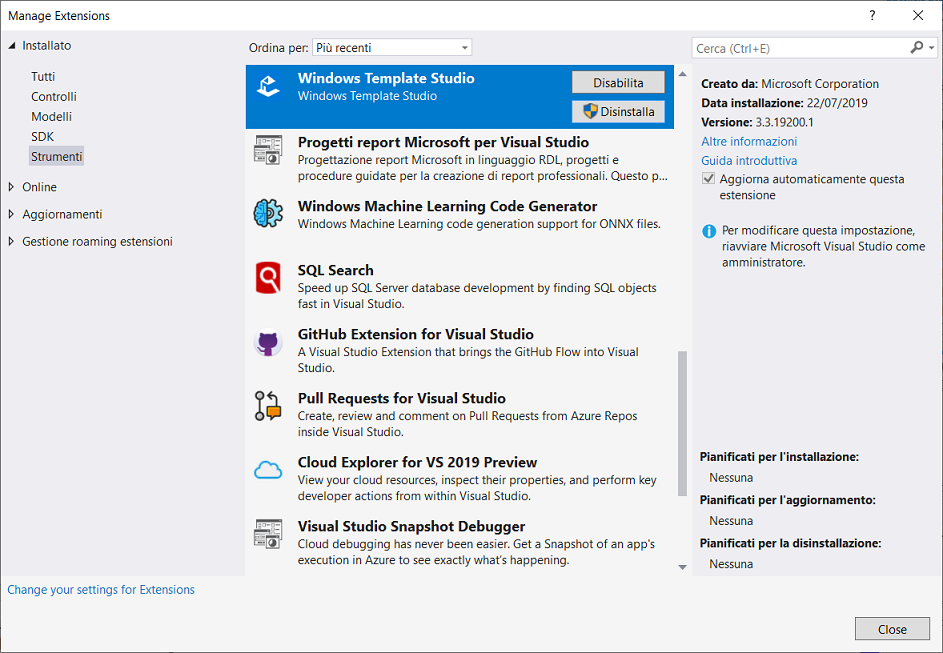 Manage Extensions
?
Installato
Tutti
Controlli
Modelli
SDK
Strumenti
Online
Aggiornamenti
Gestione roaming estensioni
Ordina per: Più recenti
Windows Template Studio
Windows Template Studio
Disabilita
Disinstalla
Progetti report Microsoft per Visual Studio
Progettazione report Microsoft in linguaggio RDL, progetti e
procedure guidate per la creazione di report professionali. Questo p...
Windows Machine Learning Code Generator
Windows Machine Learning code generation support for ONNX files.
SQL Search
Speed up SQL Server database development by finding SQL objects
fast in Visual Studio.
GitHub Extension for Visual Studio
A Visual Studio Extension that brings the GitHub Flow into Visual
Studio.
Pull Requests for Visual Studio
Create, review and comment on Pull Requests from Azure Repos
inside Visual Studio.
Cloud Explorer for VS 2019 Preview
View your cloud resources, inspect their properties, and perform key
developer actions from within Visual Studio.
Visual Studio Snapshot Debugger
Cloud debugging has never been easier. Get a Snapshot of an app's
execution in Azure to see exactly what's happening.
Cerca (Ctrl+E)
Creato da: Microsoft Corporation
Data installazione: 22/07/2019
Versione: 3.3.19200.1
Altre informazioni
Guida introduttiva
Aggiorna automaticamente questa
estensione
Per modificare questa impostazione,
riavviare Microsoft Visual Studio come
amministratore.
Pianificati per l'installazione:
Nessuna
Pianificati per l'aggiornamento:
Nessuna
Pianificati per la disinstallazione:
Nessuna
Change your settings for Extensions
Close